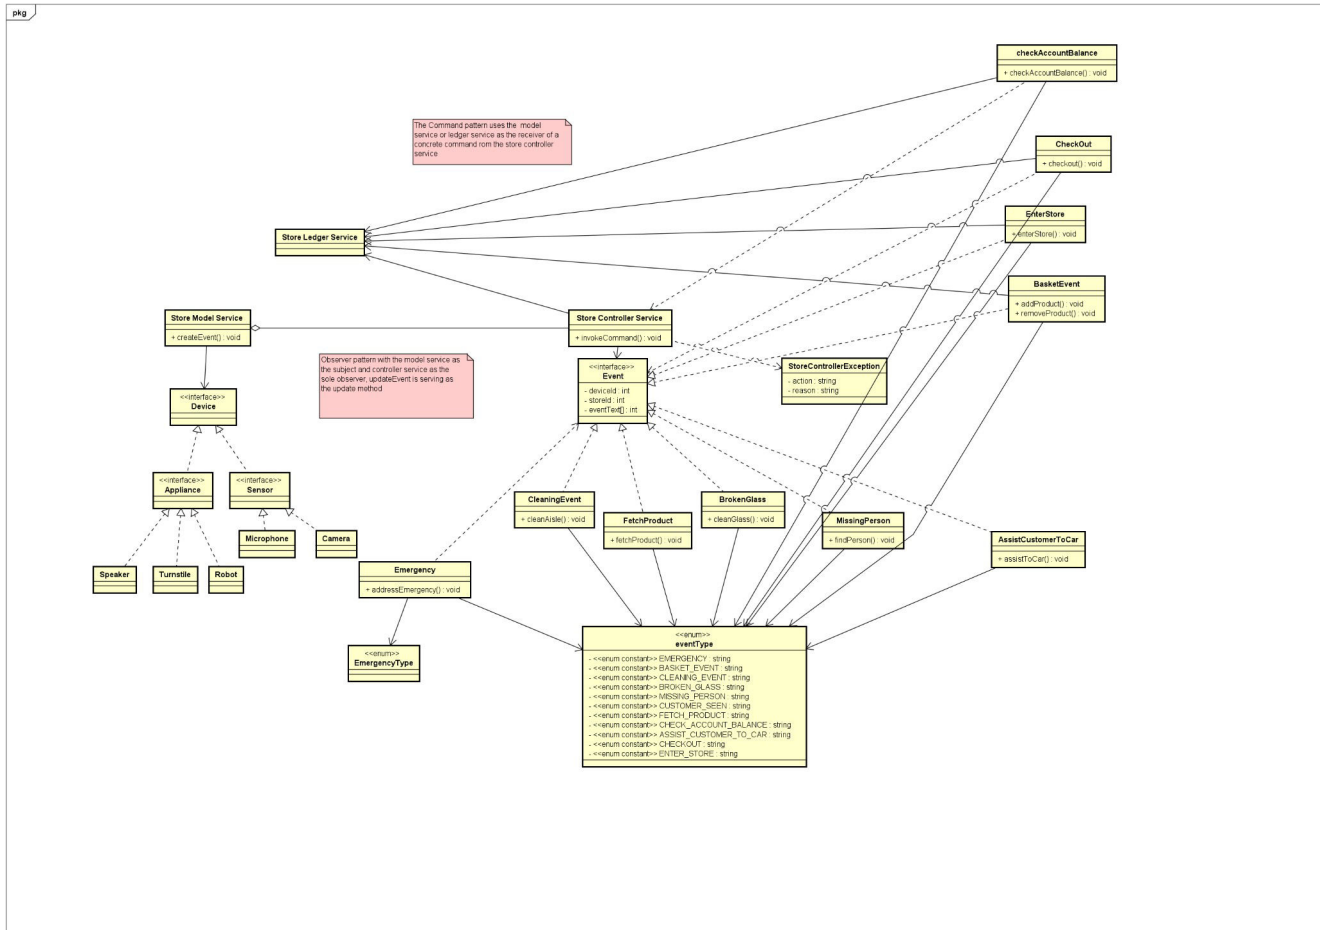 pkg
checkAccountBalance
+ checkAccountBalance() : void
The Command pattern uses the model
service or ledger service as the receiver of a
concrete command rom the store controller
service
CheckOut
+ checkout() : void
EnterStore
+ enterStore() : void
Store Ledger Service
BasketEvent
+ addProduct() : void
+ removeProduct() : void
Store Model Service
+ createEvent() : void
Store Controller Service
+ invokeCommand() : void
Observer pattern with the model service as
the subject and controller service as the
sole observer, updateEvent is serving as
the update method
<<interface>>
Event
- deviceId : int
- storeId : int
- eventText[] : int
StoreControllerException
- action : string
- reason : string
<<interface>>
Device
<<interface>>
Appliance
<<interface>>
Sensor
Microphone
Camera
Speaker
Turnstile
Robot
CleaningEvent
+ cleanAisle() : void
FetchProduct
+ fetchProduct() : void
BrokenGlass
+ cleanGlass() : void
MissingPerson
+ findPerson() : void
AssistCustomerToCar
+ assistToCar() : void
Emergency
+ addressEmergency() : void
<<enum>>
EmergencyType
<<enum>>
eventType
- <<enum constant>> EMERGENCY : string
- <<enum constant>> BASKET_EVENT : string
- <<enum constant>> CLEANING_EVENT : string
- <<enum constant>> BROKEN_GLASS : string
- <<enum constant>> MISSING_PERSON : string
- <<enum constant>> CUSTOMER_SEEN : string
- <<enum constant>> FETCH_PRODUCT : string
- <<enum constant>> CHECK_ACCOUNT_BALANCE : string
- <<enum constant>> ASSIST_CUSTOMER_TO_CAR : string
- <<enum constant>> CHECKOUT : string
- <<enum constant>> ENTER_STORE : string